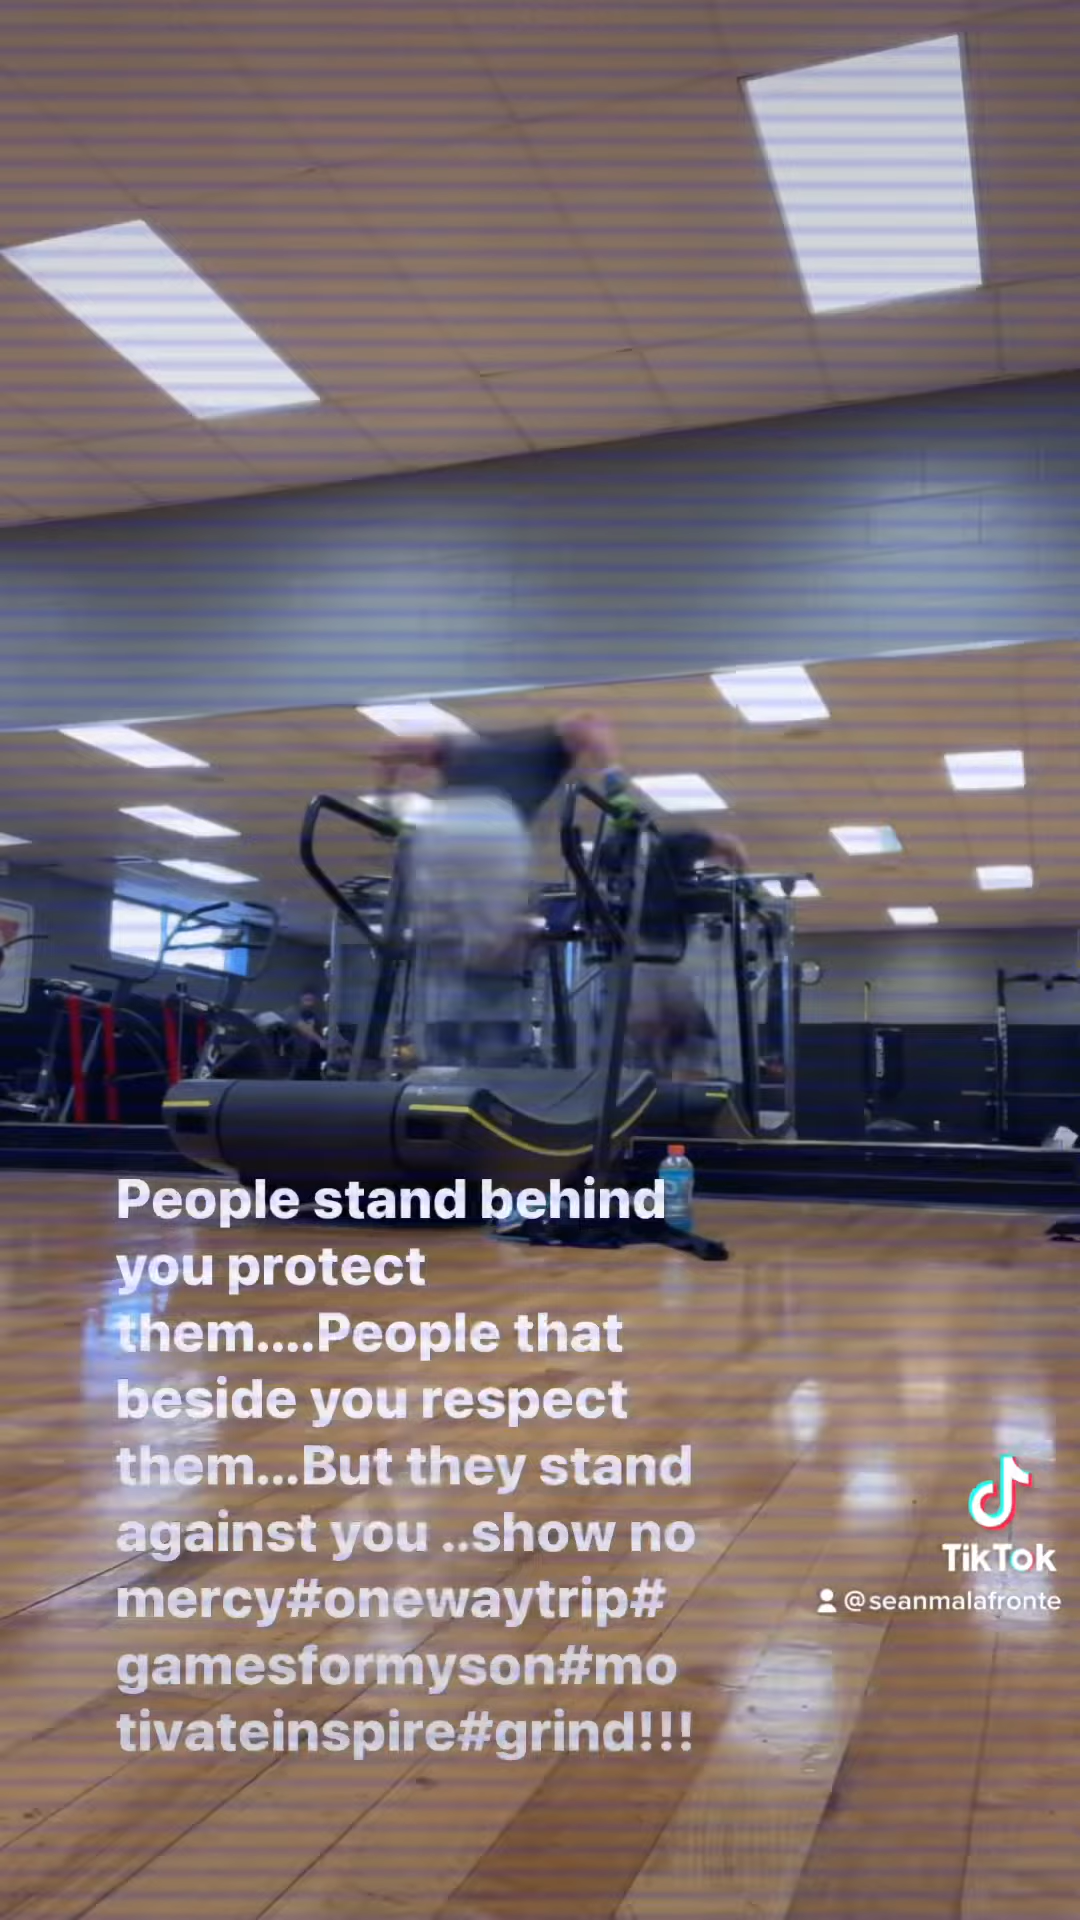 People stand behind
you protect
them....People that
beside you respect
them...But they stand
against you ..show no
mercy#onewaytrip#
gamesformyson#mo
tivateinspire#grind!!!
TikTok
@seanmalafronte